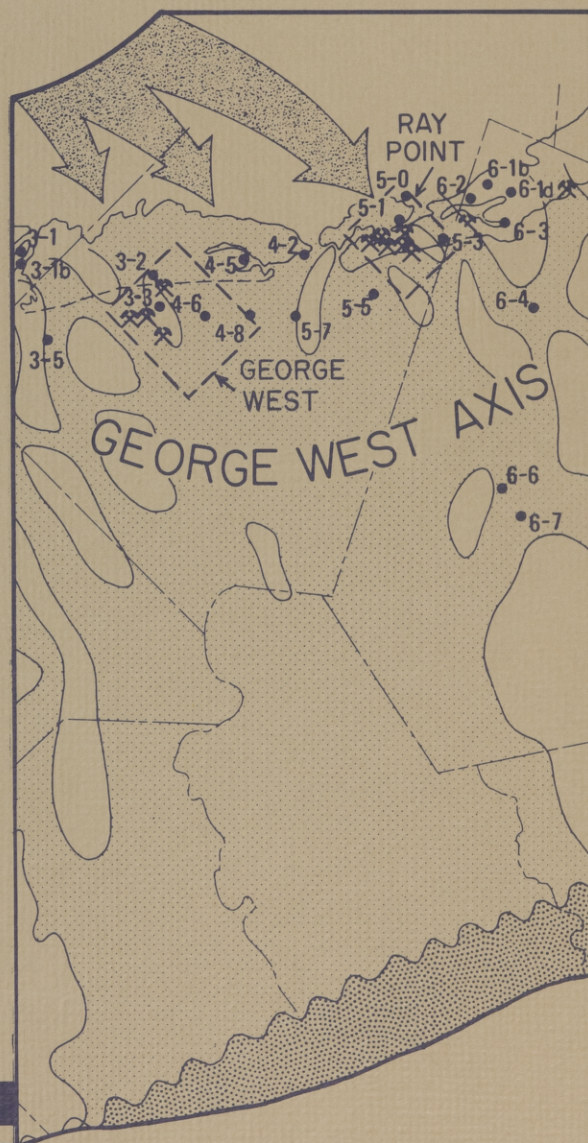 RAY
POINT
5-0
6-2
6-1b
6-1d
5-1
5-3
6-3
3-1
3-1b
3-2
4-5
4-2
3-3
4-6
4-8
5-7
5-5
6-4
3-5
GEORGE
WEST
GEORGE WEST AXIS
6-6
6-7